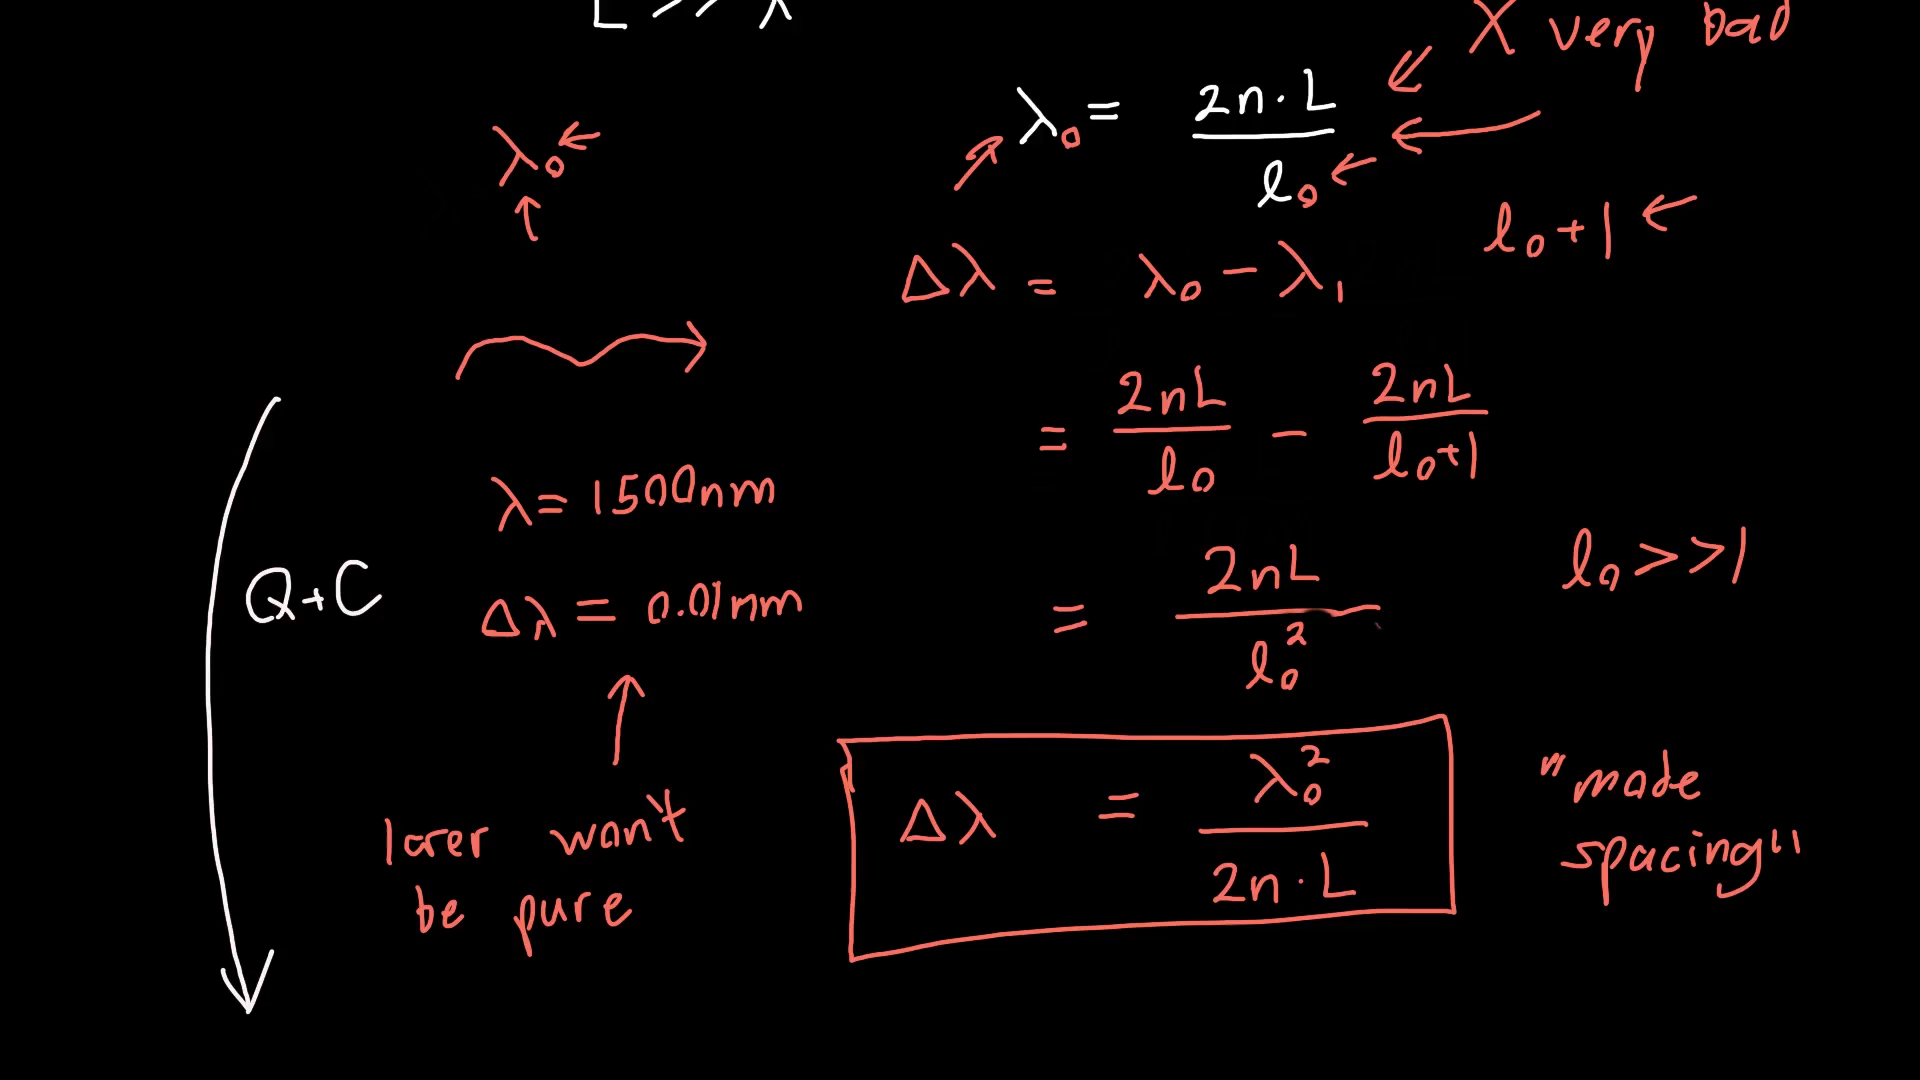 L >> λ
X very bad
λ₀ = 2n·L / l₀
λ₀
l₀+1
Δλ = λ₀ − λ₁
= 2nL / l₀ − 2nL / l₀+1
λ = 1500nm
l₀ >> 1
= 2nL / l₀²
Q+C
Δλ = 0.01nm
Δλ = λ₀² / 2n·L
"mode
spacing"
laser won't
be pure